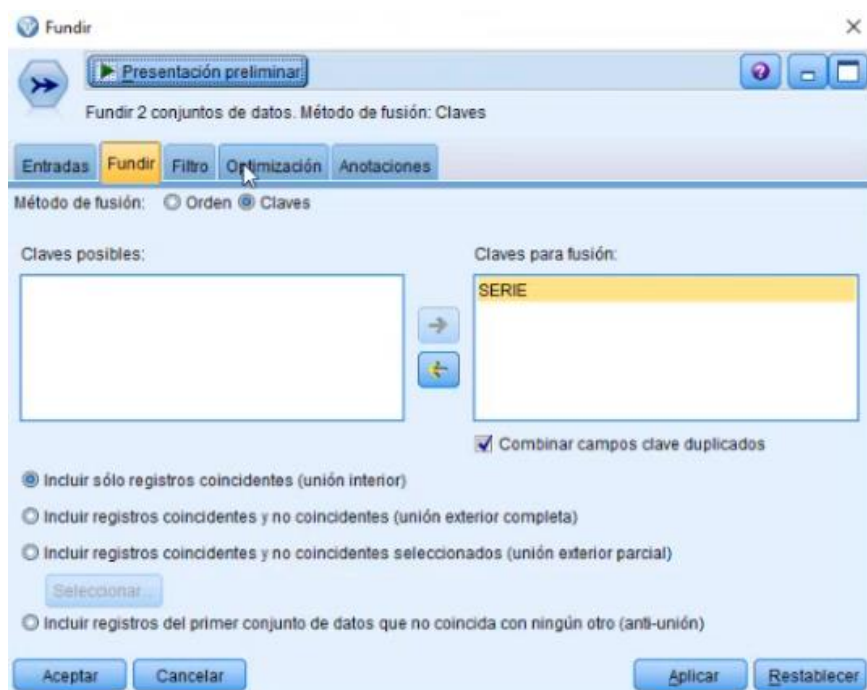 Fundir
Presentación preliminar
Fundir 2 conjuntos de datos. Método de fusión: Claves
Entradas Fundir Filtro Optimización Anotaciones
Método de fusión: Orden Claves
Claves posibles: Claves para fusión:
SERIE
Combinar campos clave duplicados
Incluir sólo registros coincidentes (unión interior)
Incluir registros coincidentes y no coincidentes (unión exterior completa)
Incluir registros coincidentes y no coincidentes seleccionados (unión exterior parcial)
Seleccionar...
Incluir registros del primer conjunto de datos que no coincida con ningún otro (anti-unión)
Aceptar Cancelar Aplicar Restablecer